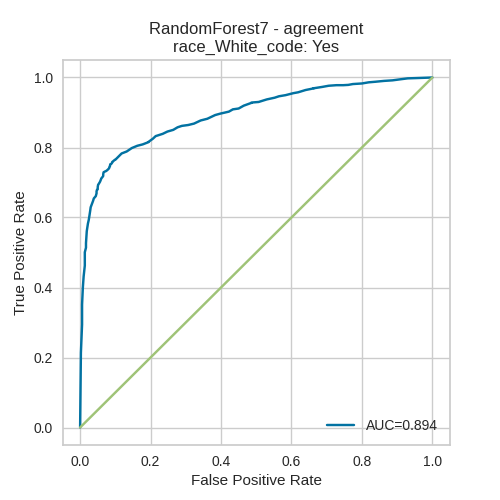 RandomForest7 - agreement
race_White_code: Yes
1.0
0.8
0.6
0.4
0.2
0.0
True Positive Rate
AUC=0.894
0.0 0.2 0.4 0.6 0.8 1.0
False Positive Rate